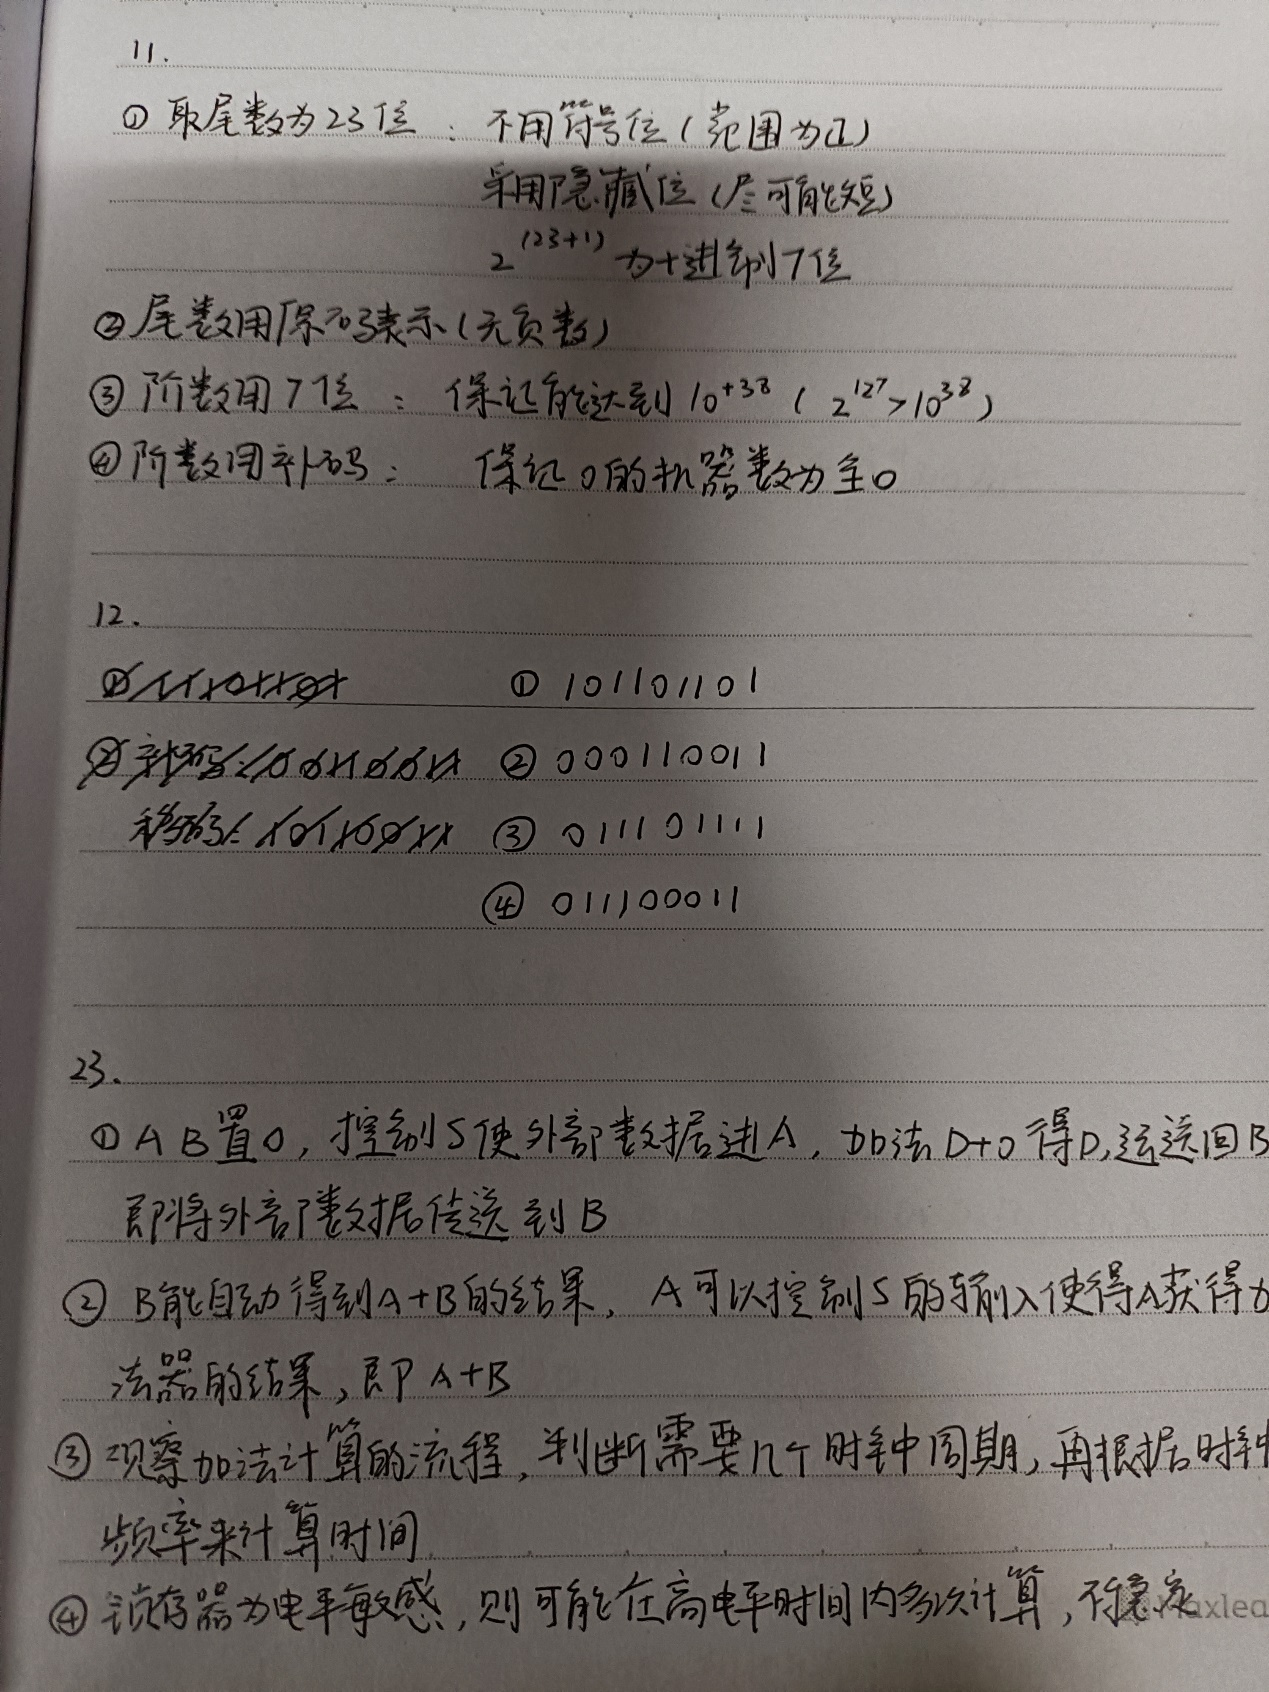 11.
① 取尾数为23位： 不用符号位(范围为正)
采用隐藏位(尽可能短)
2^(23+1) 为十进制7位
② 尾数用原码表示(无负数)
③ 阶数用7位： 保证能达到10^+38 ( 2^127>10^38 )
④ 阶数用补码： 保证0的机器数为全0
12.
① 101101101
② 000110011
移码: ③ 011101111
④ 011100011
23.
① A B置0, 控制S使外部数据进A, 加法D+0得D,运送回B
即将外部数据传送到B
② B能自动得到A+B的结果, A可以控制S的输入使得A获得
法器的结果, 即 A+B
③ 观察加法计算的流程, 判断需要几个时钟周期, 再根据时钟
频率来计算时间
④ 锁存器为电平敏感, 则可能在高电平时间内多次计算, 不稳定
axlea